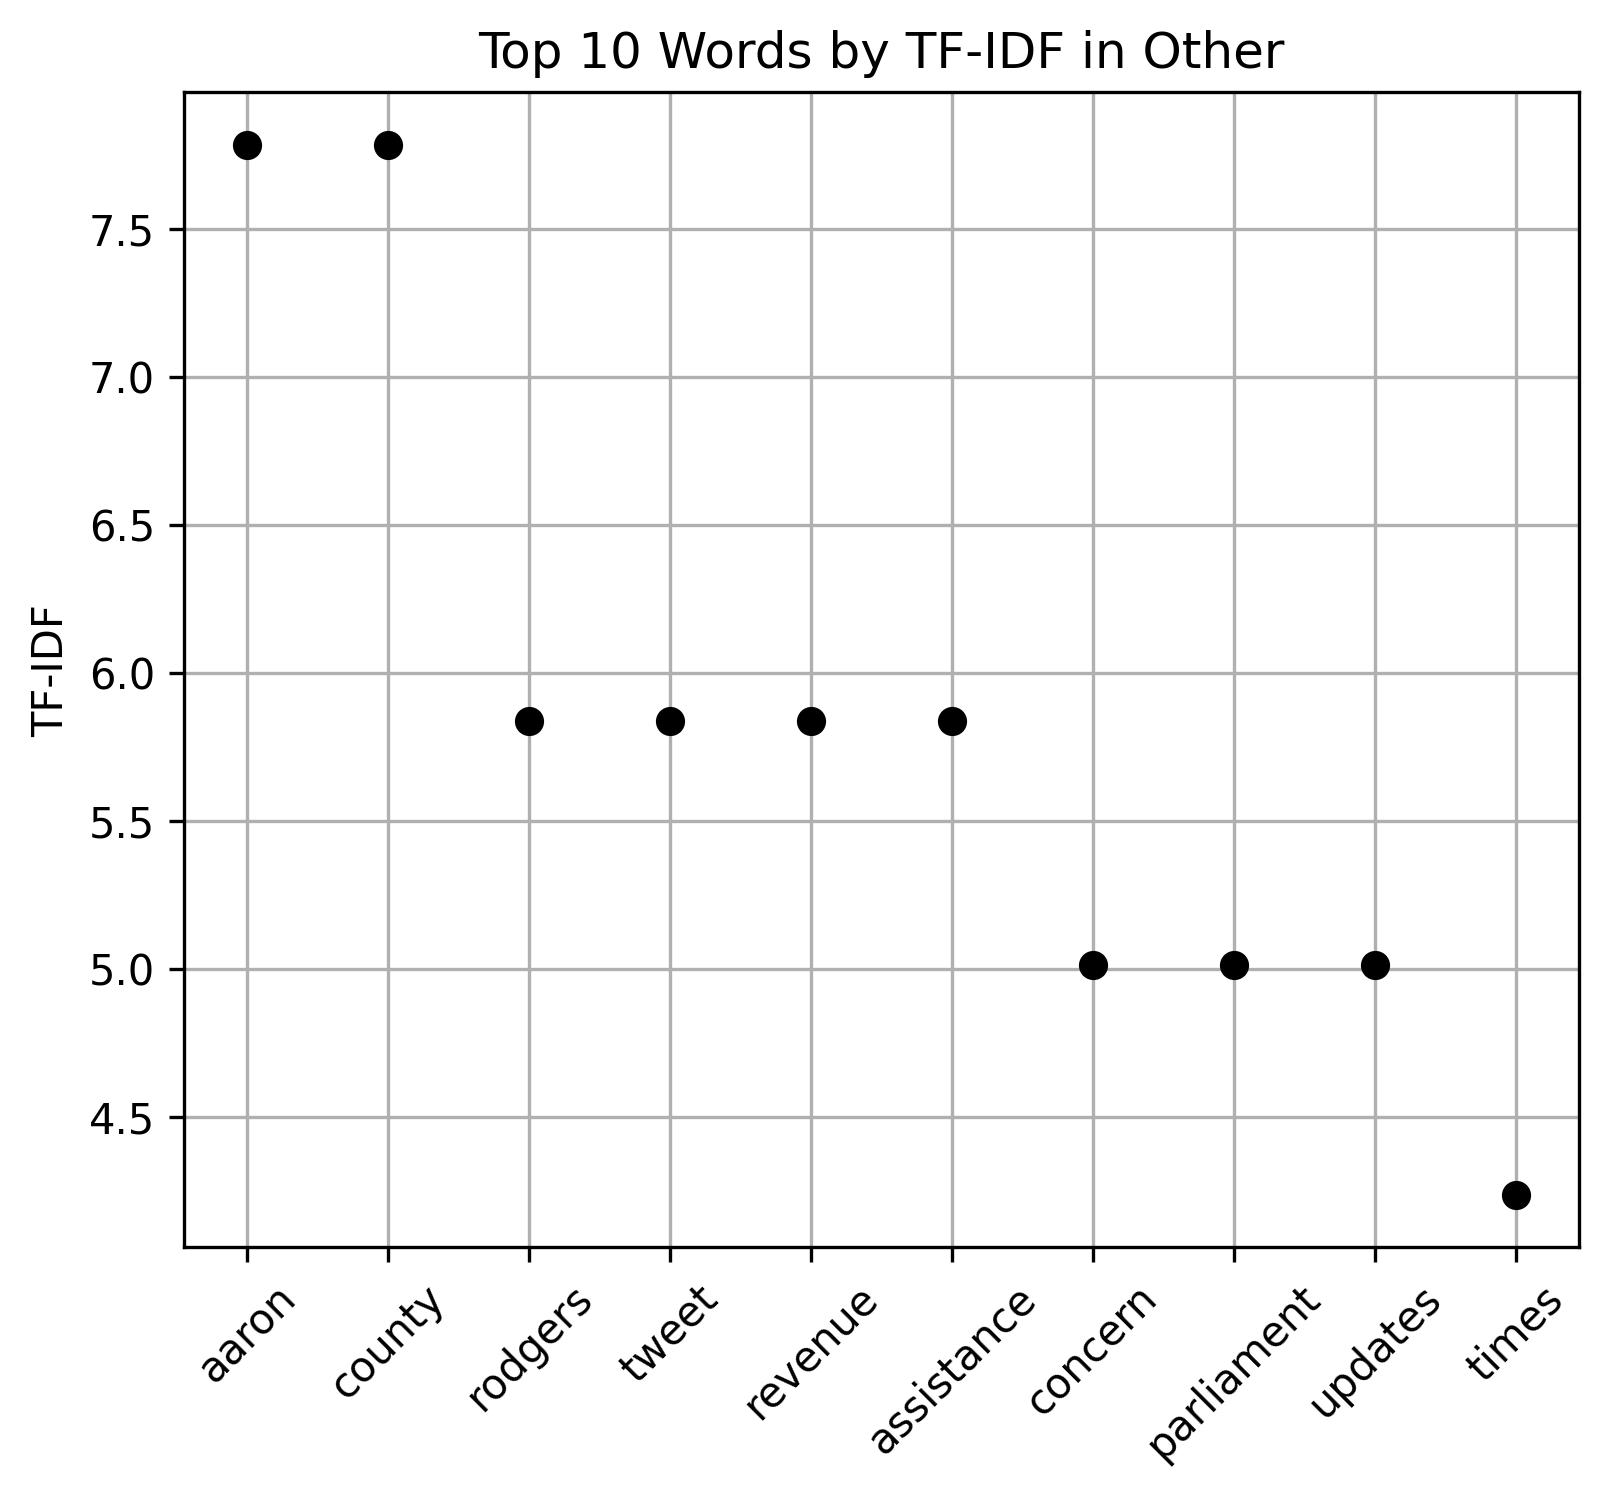 Top 10 Words by TF-IDF in Other
TF-IDF
7.5
7.0
6.5
6.0
5.5
5.0
4.5
aaron
county
rodgers
tweet
revenue
assistance
concern
parliament
updates
times